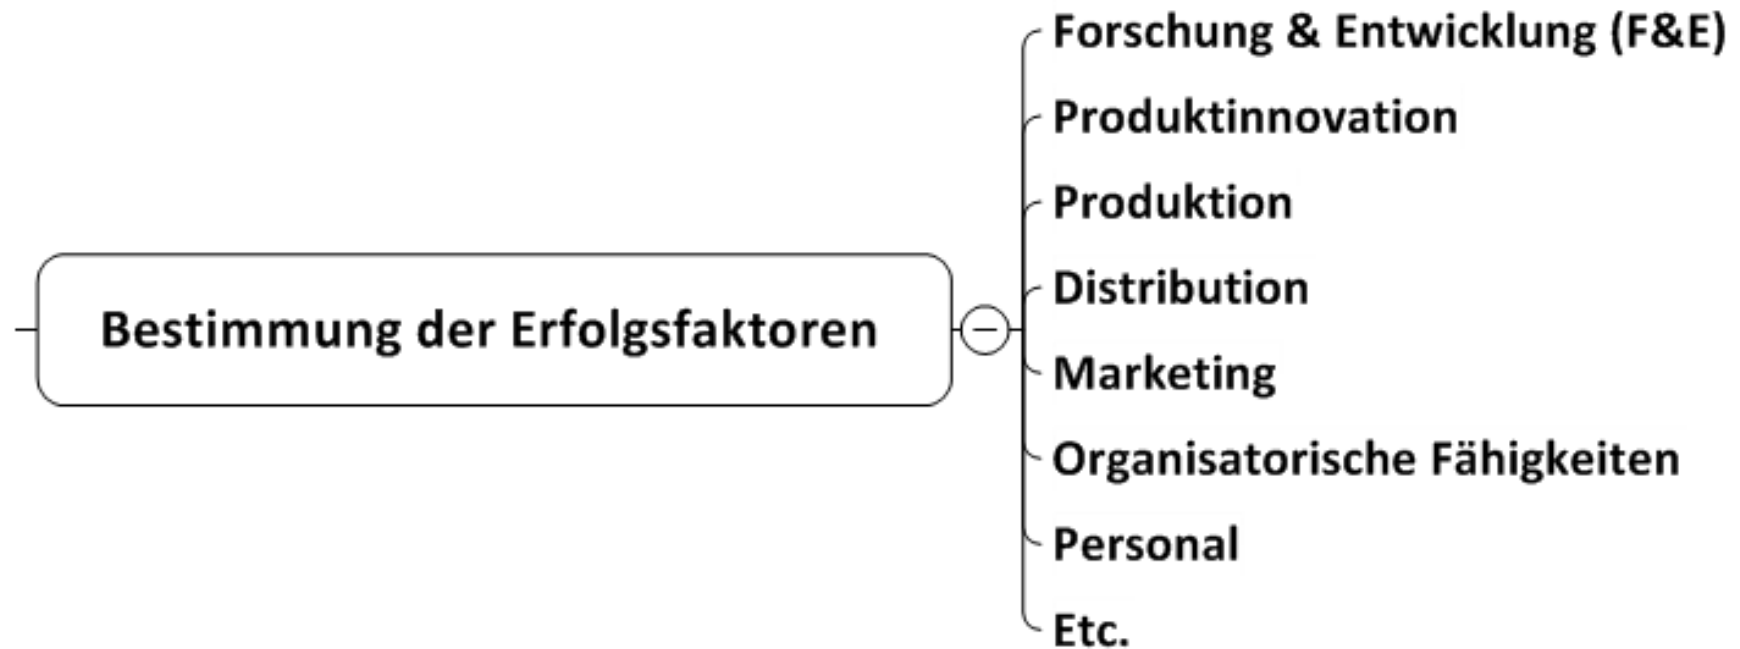 Forschung & Entwicklung (F&E)
Produktinnovation
Produktion
Distribution
Bestimmung der Erfolgsfaktoren
Marketing
Organisatorische Fähigkeiten
Personal
Etc.